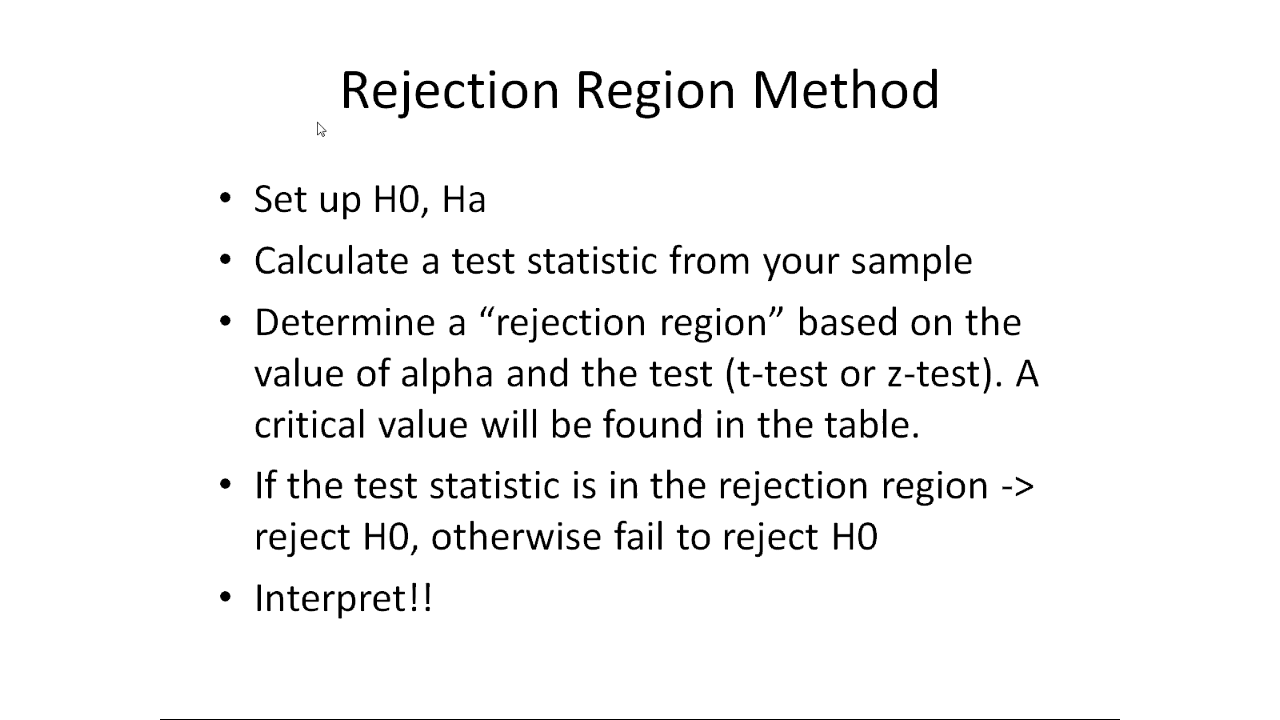 Rejection Region Method
• Set up H0, Ha
• Calculate a test statistic from your sample
• Determine a “rejection region” based on the
value of alpha and the test (t-test or z-test). A
critical value will be found in the table.
• If the test statistic is in the rejection region ->
reject H0, otherwise fail to reject H0
• Interpret!!